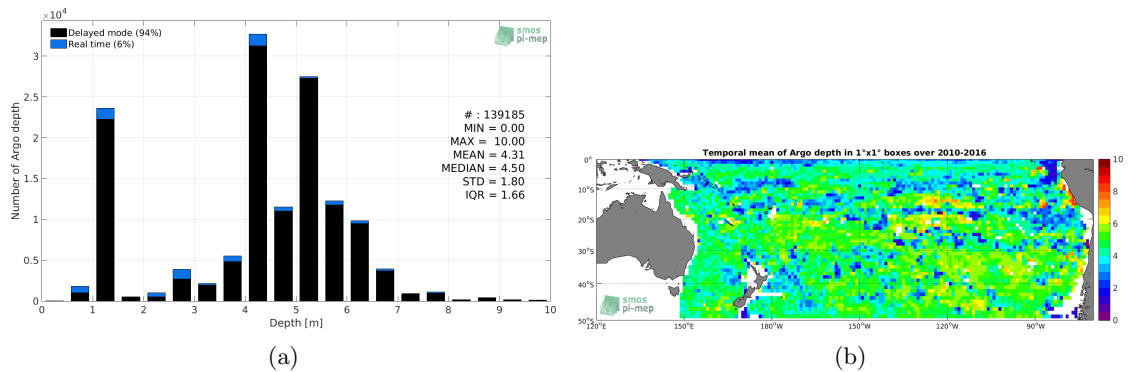 ×10⁴
Delayed mode (94%)
Real time (6%)
smos
pi-mep
3
2.5
2
1.5
1
0.5
0
Number of Argo depth
# : 139185
MIN = 0.00
MAX = 10.00
MEAN = 4.31
MEDIAN = 4.50
STD = 1.80
IQR = 1.66
0 1 2 3 4 5 6 7 8 9 10
Depth [m]
(a)
Temporal mean of Argo depth in 1°x1° boxes over 2010-2016
0°
10°S
20°S
30°S
40°S
50°S
120°E 150°E 180°W 150°W 120°W 90°W
smos
pi-mep
10
8
6
4
2
0
(b)